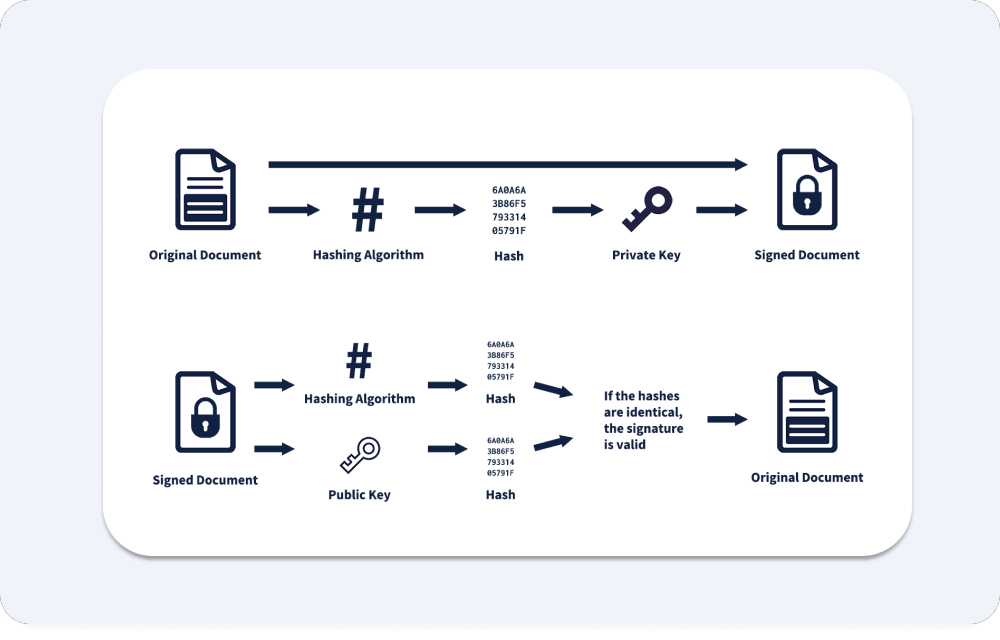 #
6A0A6A
3B86F5
793314
05791F
Original Document
Hashing Algorithm
Hash
Private Key
Signed Document
#
Hashing Algorithm
6A0A6A
3B86F5
793314
05791F
Hash
Public Key
6A0A6A
3B86F5
793314
05791F
Hash
If the hashes
are identical,
the signature
is valid
Signed Document
Original Document